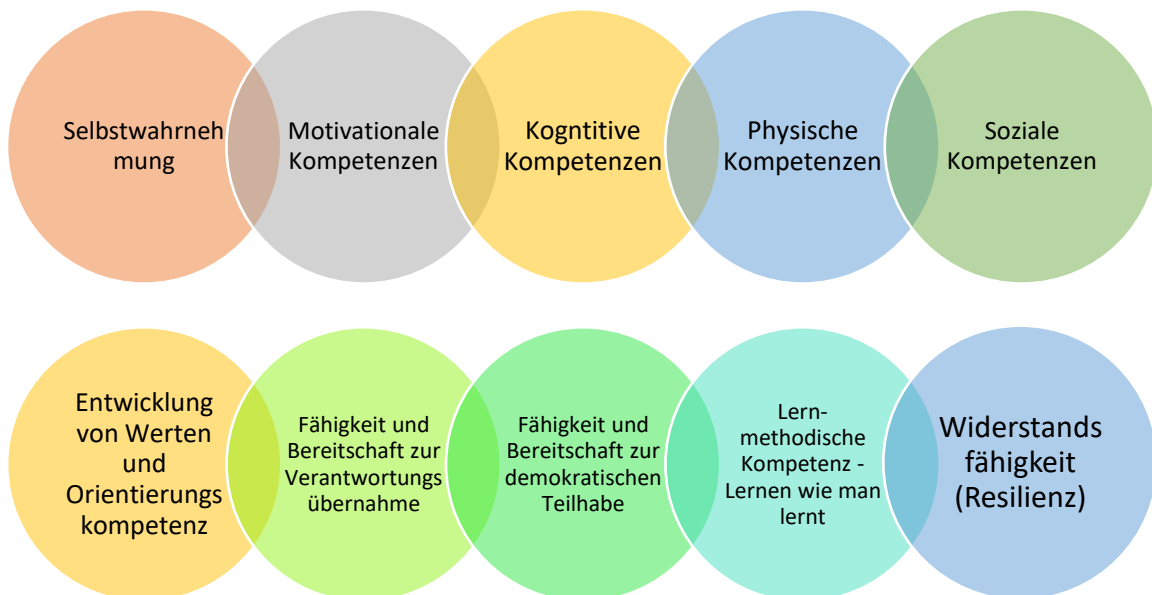 Selbstwahrneh
mung
Motivationale
Kompetenzen
Kogntitive
Kompetenzen
Physische
Kompetenzen
Soziale
Kompetenzen
Entwicklung
von Werten
und
Orientierungs
kompetenz
Fähigkeit und
Bereitschaft zur
Verantwortungs
übernahme
Fähigkeit und
Bereitschaft zur
demokratischen
Teilhabe
Lern-
methodische
Kompetenz -
Lernen wie man
lernt
Widerstands
fähigkeit
(Resilienz)